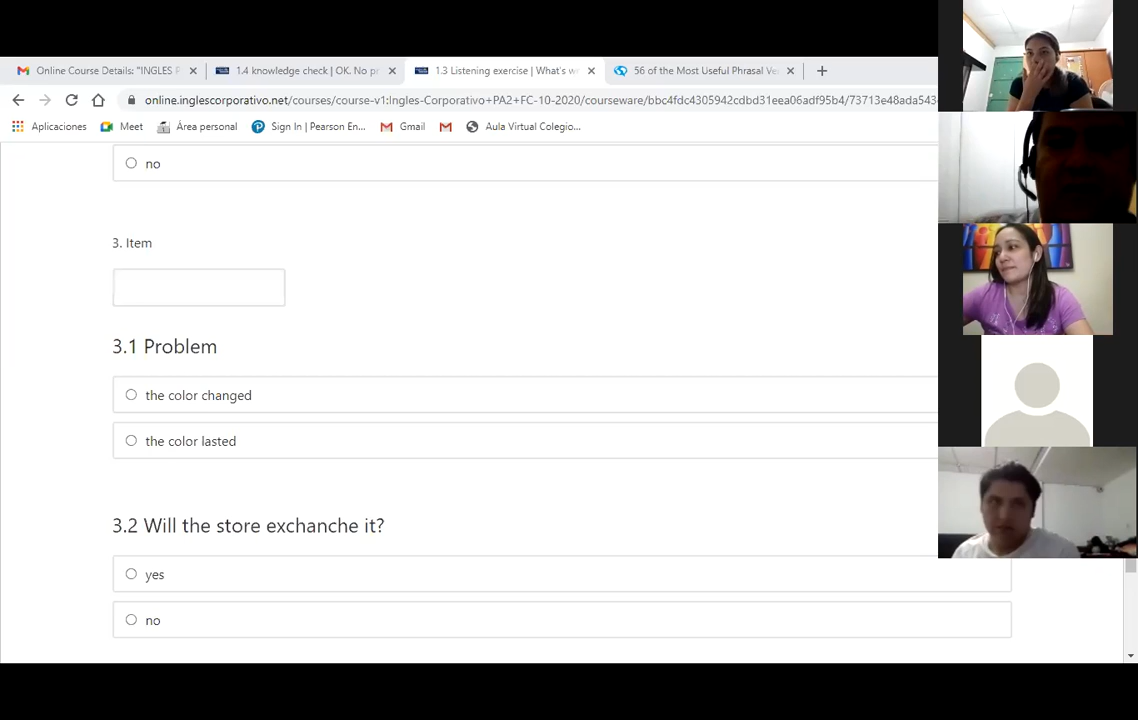 Online Course Details: "INGLES P
1.4 knowledge check | OK. No pr
1.3 Listening exercise | What's w
56 of the Most Useful Phrasal Ve
online.inglescorporativo.net/courses/course-v1:Ingles-Corporativo+PA2+FC-10-2020/courseware/bbc4fdc4305942cdbd31eea06adf95b4/73713e48ada543
Aplicaciones Meet Área personal Sign In | Pearson En... Gmail Aula Virtual Colegio...
no
3. Item
3.1 Problem
the color changed
the color lasted
3.2 Will the store exchanche it?
yes
no